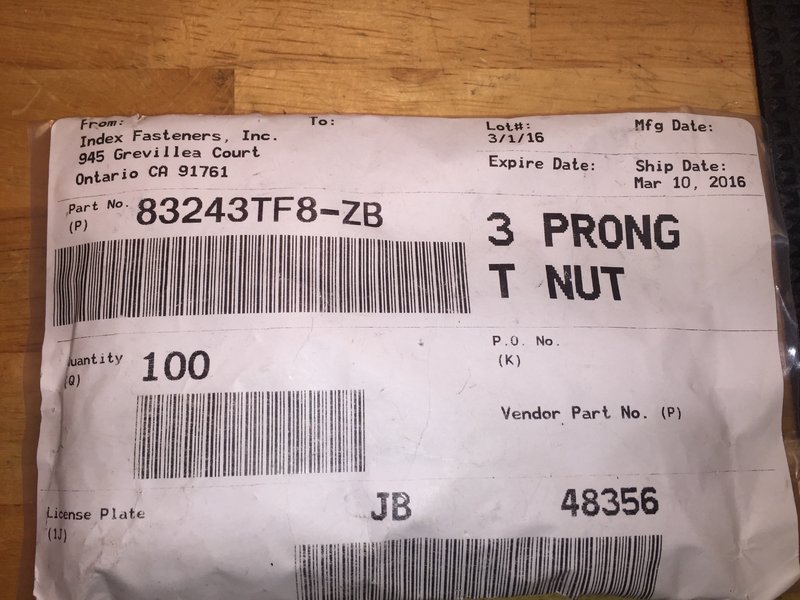 From:
Index Fasteners, Inc.
945 Grevillea Court
Ontario CA 91761
To:
Lot#:
3/1/16
Mfg Date:
Expire Date:
Ship Date:
Mar 10, 2016
Part No.
(P)
83243TF8-ZB
3 PRONG
T NUT
uantity
(Q)
100
P.O. No.
(K)
Vendor Part No. (P)
License Plate
(1J)
JB 48356